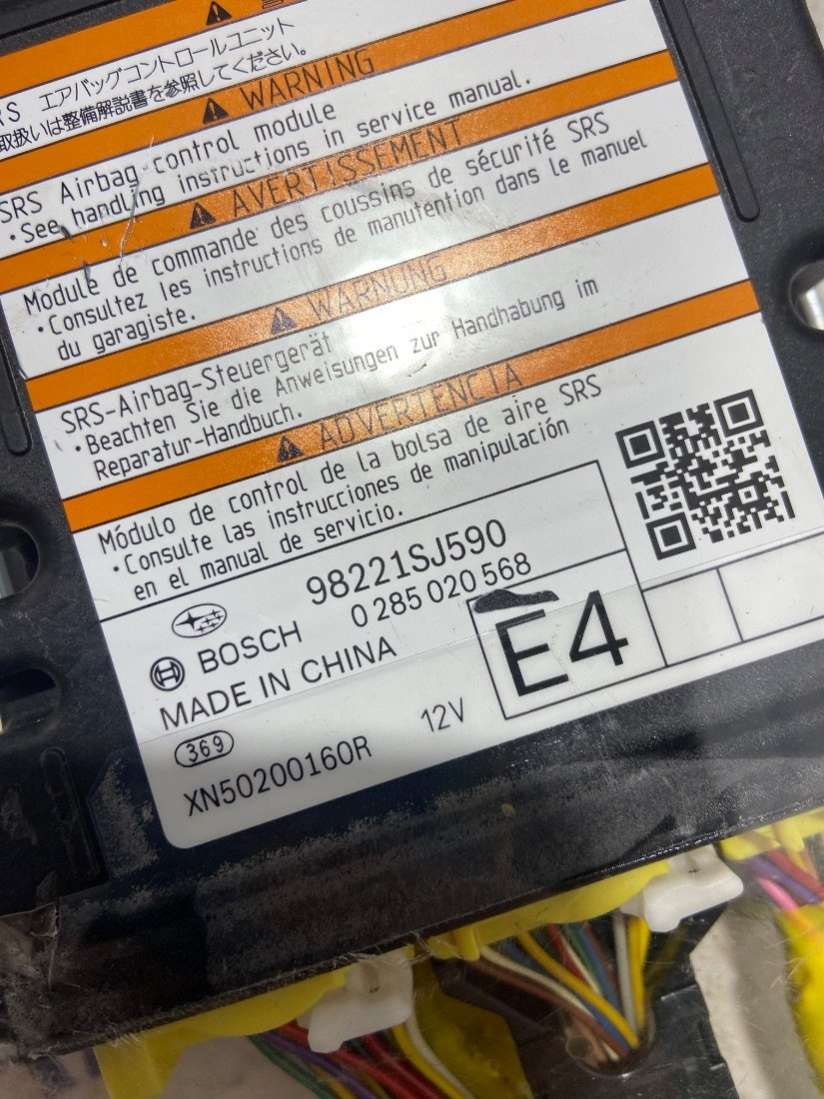 RS エアバッグコントロールユニット
取扱いは整備解説書を参照してください。
WARNING
SRS Airbag control module
・See handling instructions in service manual.
AVERTISSEMENT
Module de commande des coussins de sécurité SRS
・Consultez les instructions de manutention dans le manuel
du garagiste.
WARNUNG
SRS-Airbag-Steuergerät
・Beachten Sie die Anweisungen zur Handhabung im
Reparatur-Handbuch.
ADVERTENCIA
Módulo de control de la bolsa de aire SRS
・Consulte las instrucciones de manipulación
en el manual de servicio.
98221SJ590
BOSCH 0 285 020 568
MADE IN CHINA
E4
369 12V
XN50200160R